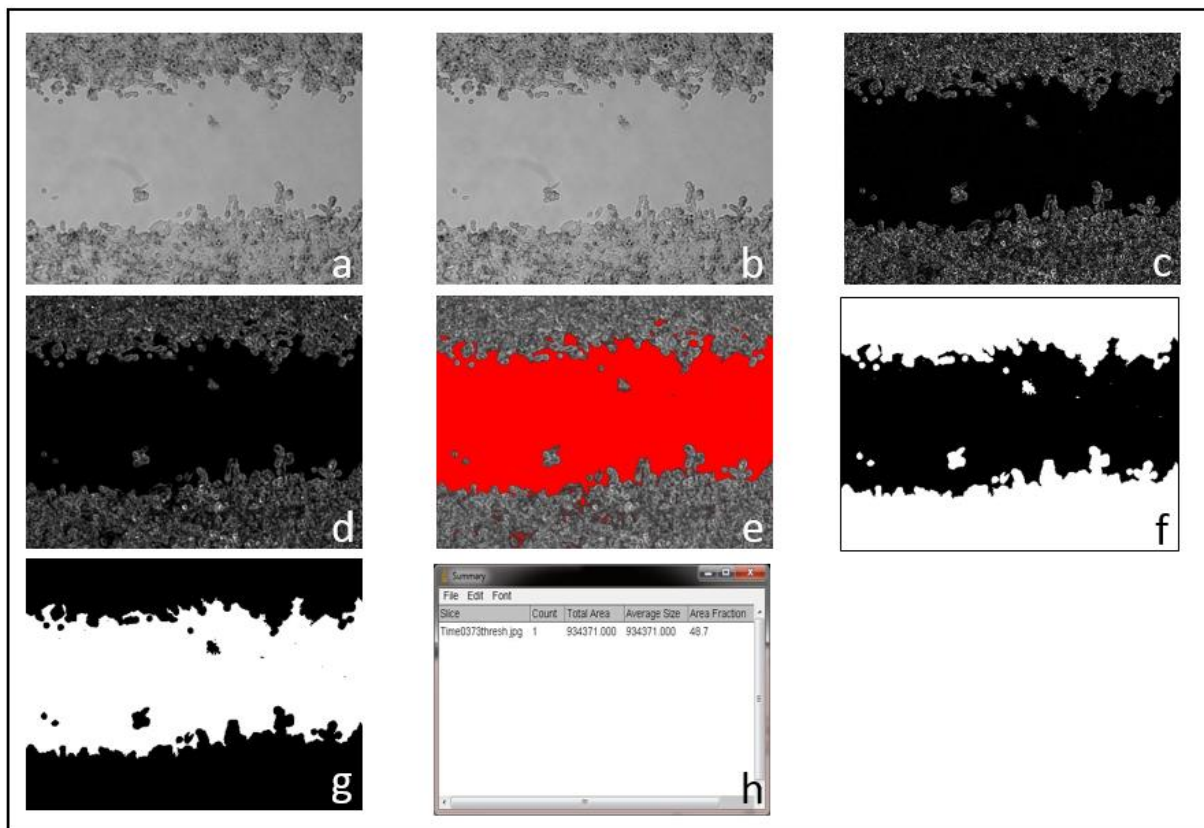 a
b
c
d
e
f
g
Summary
File Edit Font
Slice Count Total Area Average Size Area Fraction
Time0373thresh.jpg 1 934371.000 934371.000 48.7
h